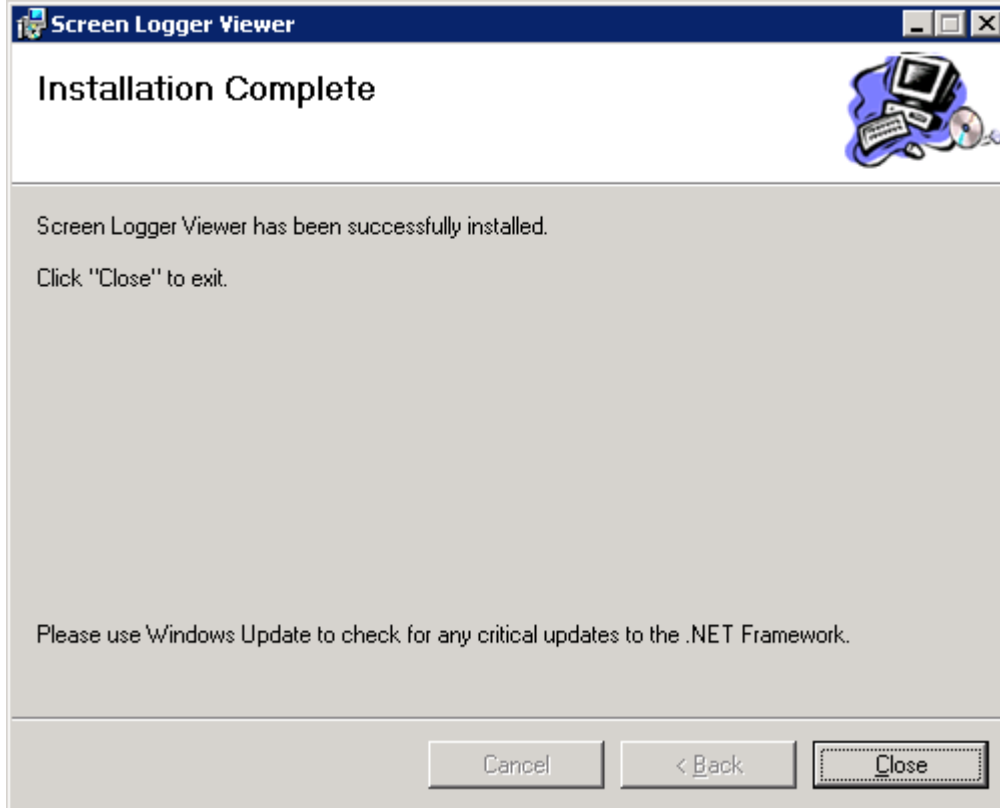 Screen Logger Viewer
Installation Complete
Screen Logger Viewer has been successfully installed.
Click "Close" to exit.
Please use Windows Update to check for any critical updates to the .NET Framework.
Cancel
< Back
Close